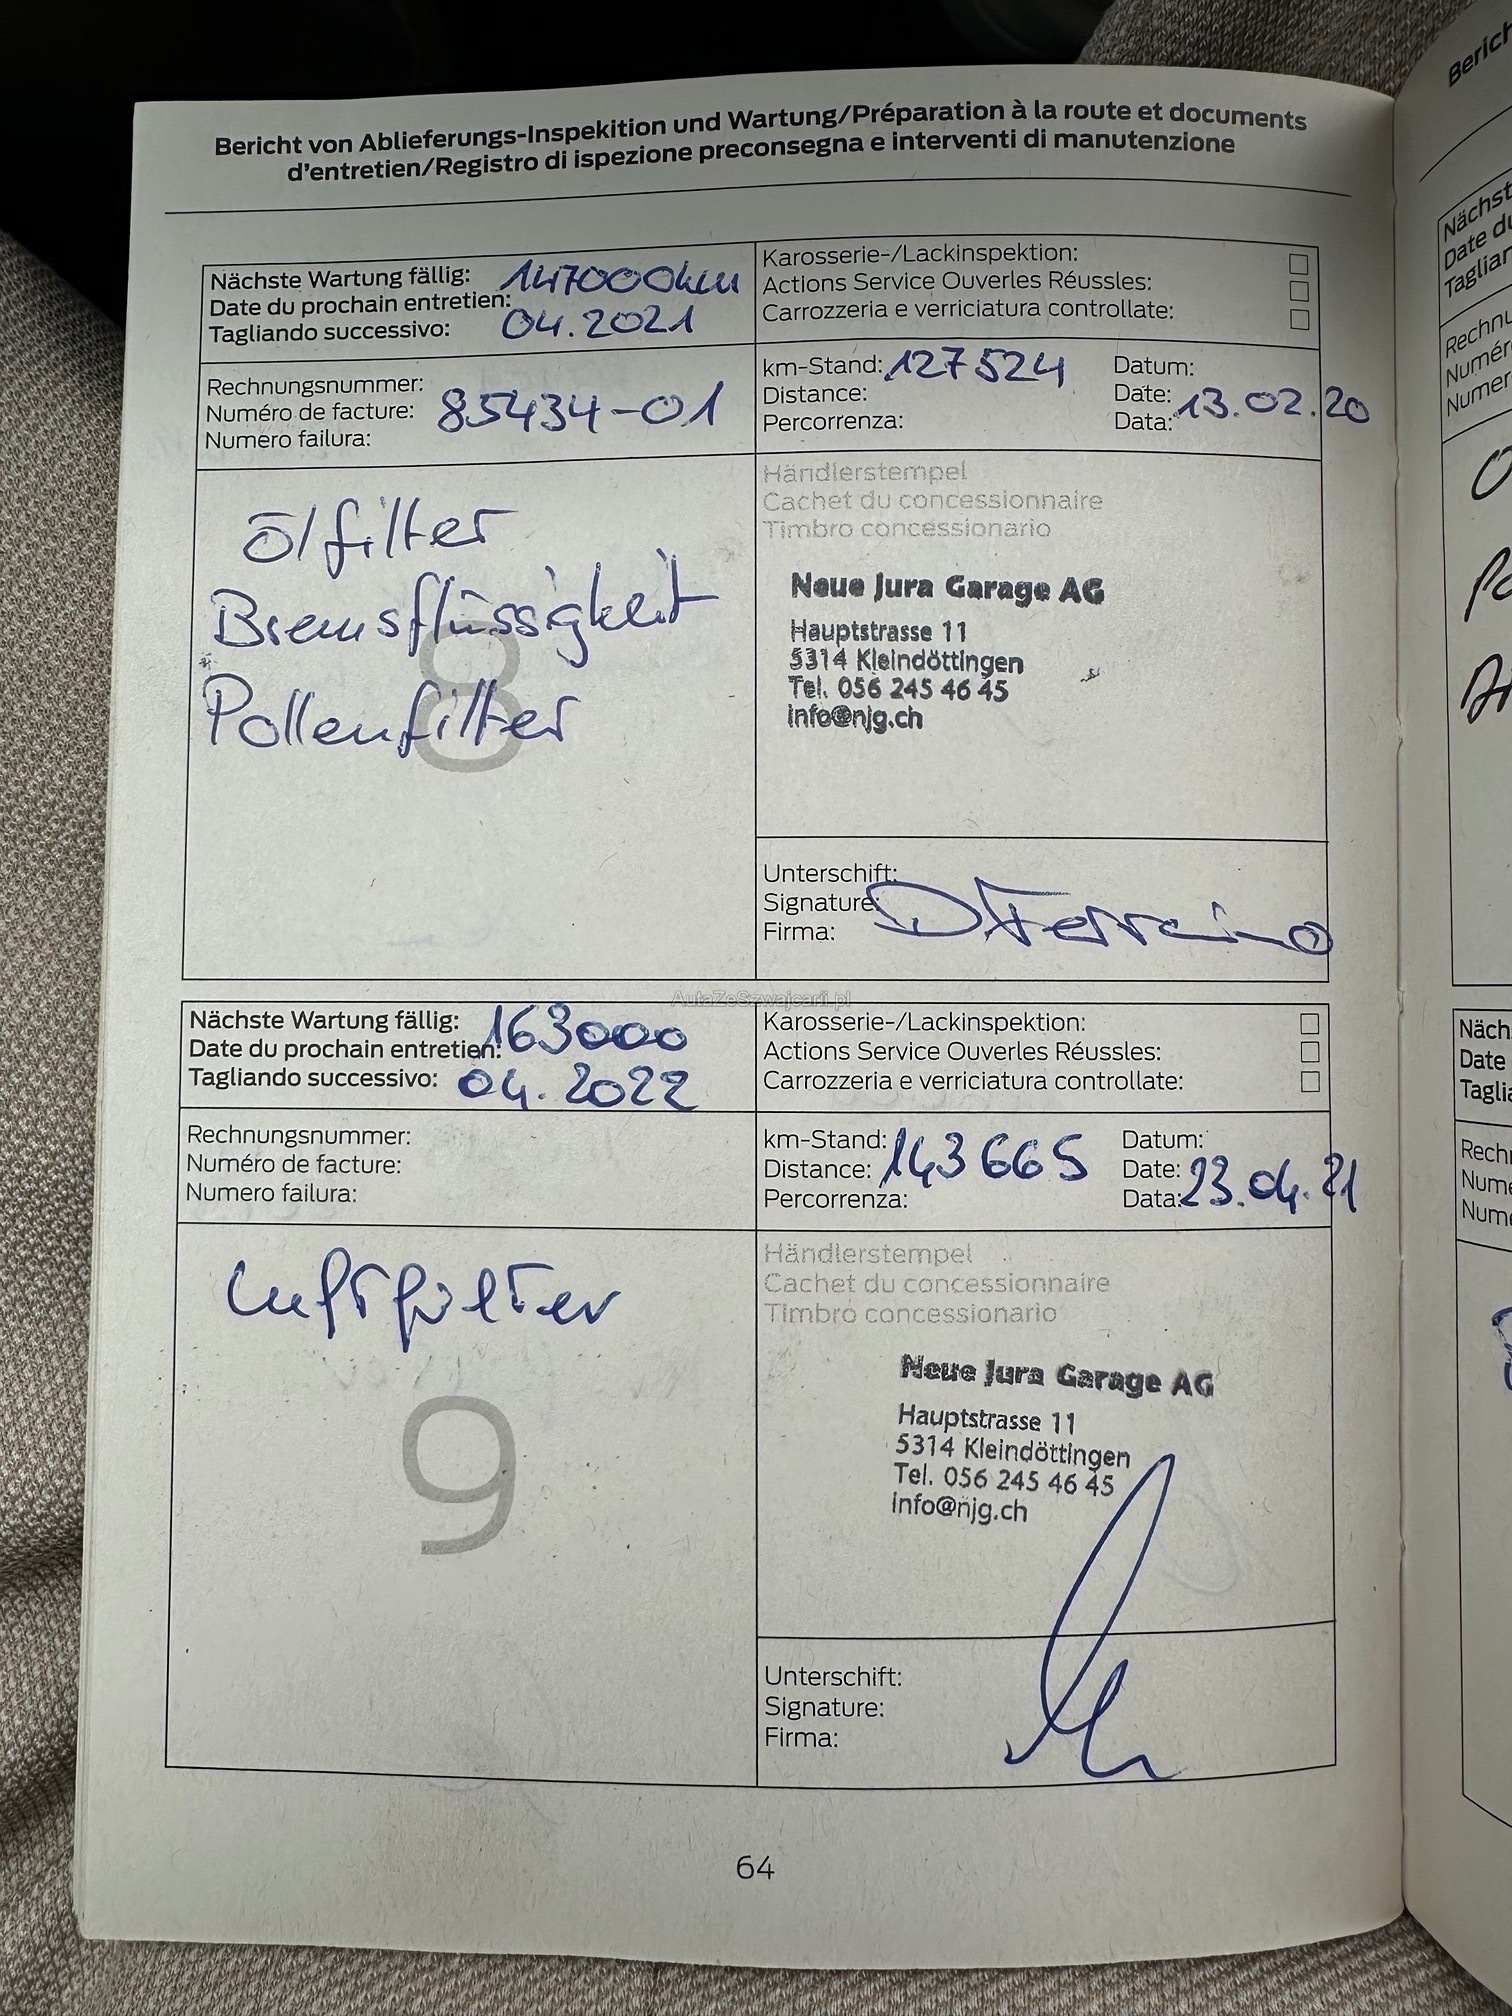 Bericht von Ablieferungs-Inspekition und Wartung/Préparation à la route et documents
d'entretien/Registro di ispezione preconsegna e interventi di manutenzione
Nächste Wartung fällig: 147000km
Date du prochain entretien:
Tagliando successivo: 04.2021
Karosserie-/Lackinspektion:
Actions Service Ouverles Réussles:
Carrozzeria e verriciatura controllate:
Rechnungsnummer:
Numéro de facture: 85434-01
Numero failura:
km-Stand: 127524
Distance:
Percorrenza:
Datum:
Date: 13.02.20
Data:
Ölfilter
Bremsflüssigkeit
Pollenfilter
8
Händlerstempel
Cachet du concessionnaire
Timbro concessionario
Neue Jura Garage AG
Hauptstrasse 11
5314 Kleindöttingen
Tel. 056 245 46 45
info@njg.ch
Unterschift:
Signature:
Firma:
AutaZeSzwajcarii.pl
Nächste Wartung fällig: 163000
Date du prochain entretien:
Tagliando successivo: 04.2022
Karosserie-/Lackinspektion:
Actions Service Ouverles Réussles:
Carrozzeria e verriciatura controllate:
Rechnungsnummer:
Numéro de facture:
Numero failura:
km-Stand: 143665
Distance:
Percorrenza:
Datum:
Date: 23.04.21
Data:
Luftfilter
9
Händlerstempel
Cachet du concessionnaire
Timbro concessionario
Neue Jura Garage AG
Hauptstrasse 11
5314 Kleindöttingen
Tel. 056 245 46 45
info@njg.ch
Unterschift:
Signature:
Firma:
64